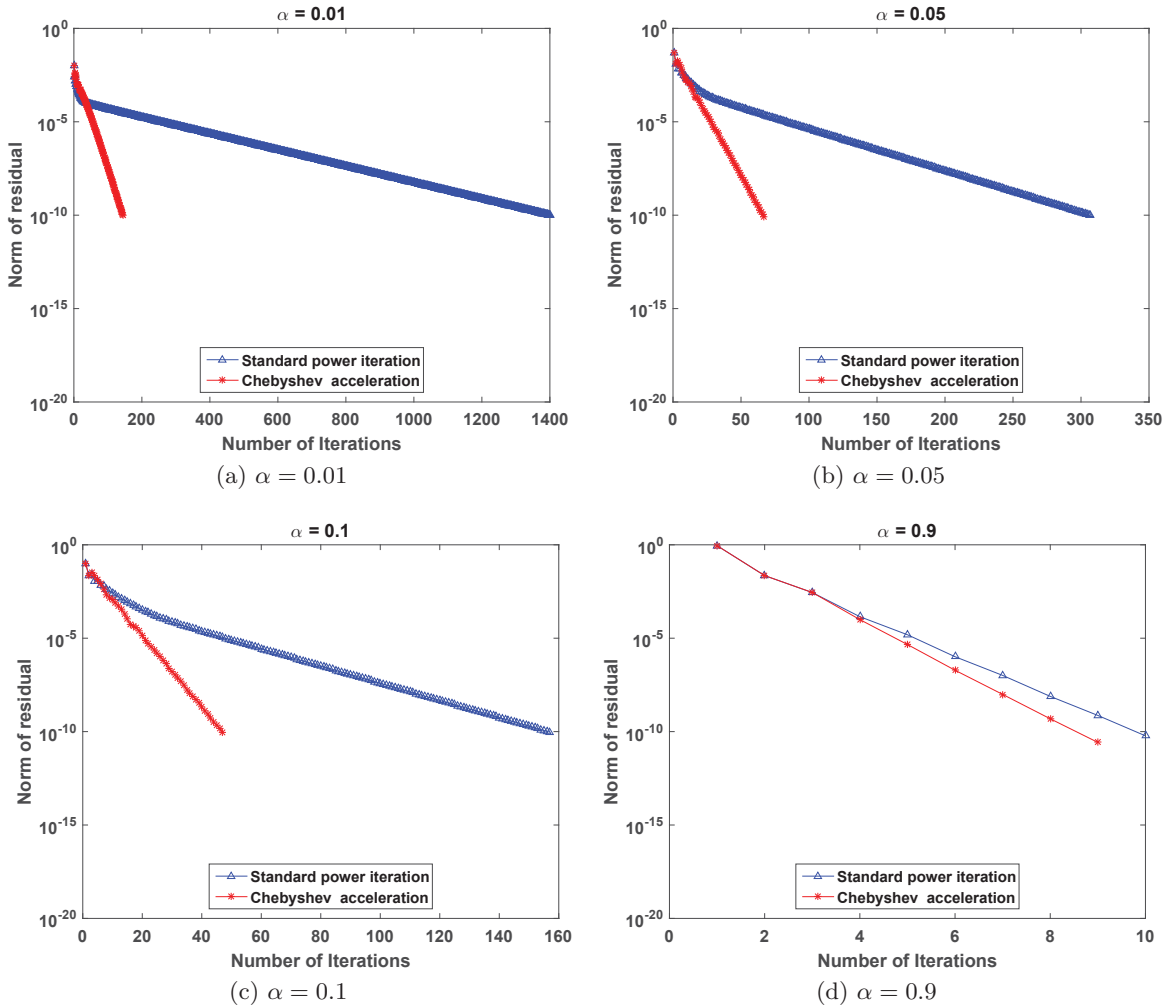 α = 0.01
10^0
10^-5
10^-10
10^-15
10^-20
Norm of residual
Standard power iteration
Chebyshev acceleration
0 200 400 600 800 1000 1200 1400
Number of Iterations
(a) α = 0.01
α = 0.05
10^0
10^-5
10^-10
10^-15
10^-20
Norm of residual
Standard power iteration
Chebyshev acceleration
0 50 100 150 200 250 300 350
Number of Iterations
(b) α = 0.05
α = 0.1
10^0
10^-5
10^-10
10^-15
10^-20
Norm of residual
Standard power iteration
Chebyshev acceleration
0 20 40 60 80 100 120 140 160
Number of Iterations
(c) α = 0.1
α = 0.9
10^0
10^-5
10^-10
10^-15
10^-20
Norm of residual
Standard power iteration
Chebyshev acceleration
0 2 4 6 8 10
Number of Iterations
(d) α = 0.9